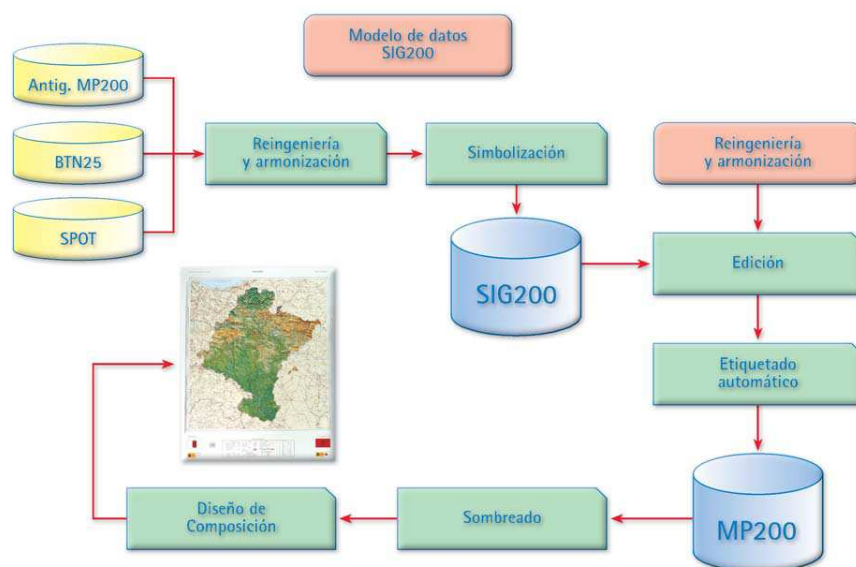 Modelo de datos
SIG200
Antig. MP200
BTN25
SPOT
Reingeniería
y armonización
Simbolización
Reingeniería
y armonización
SIG200
Edición
Etiquetado
automático
MP200
Sombreado
Diseño de
Composición